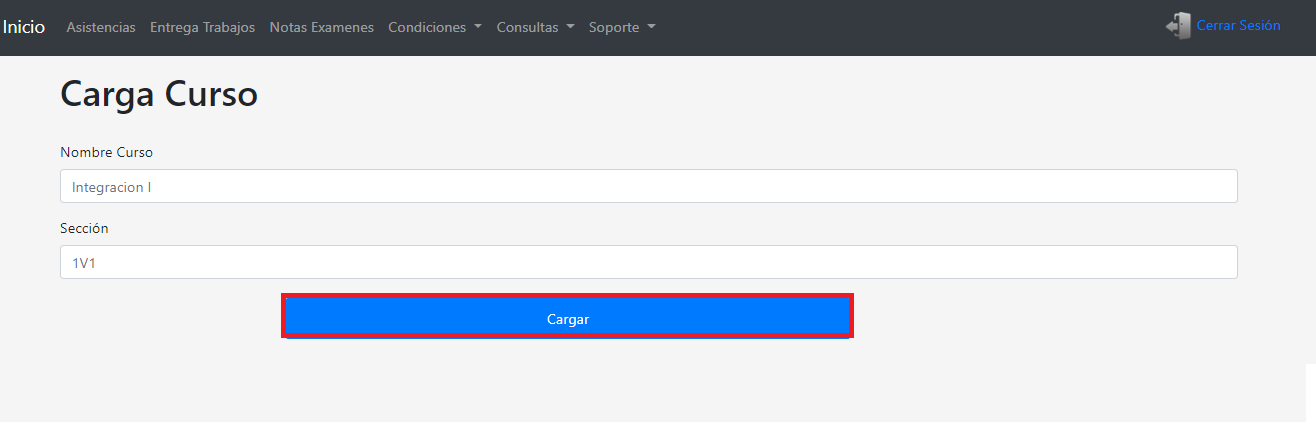 Inicio Asistencias Entrega Trabajos Notas Examenes Condiciones Consultas Soporte Cerrar Sesión
Carga Curso
Nombre Curso
Integracion I
Sección
1V1
Cargar